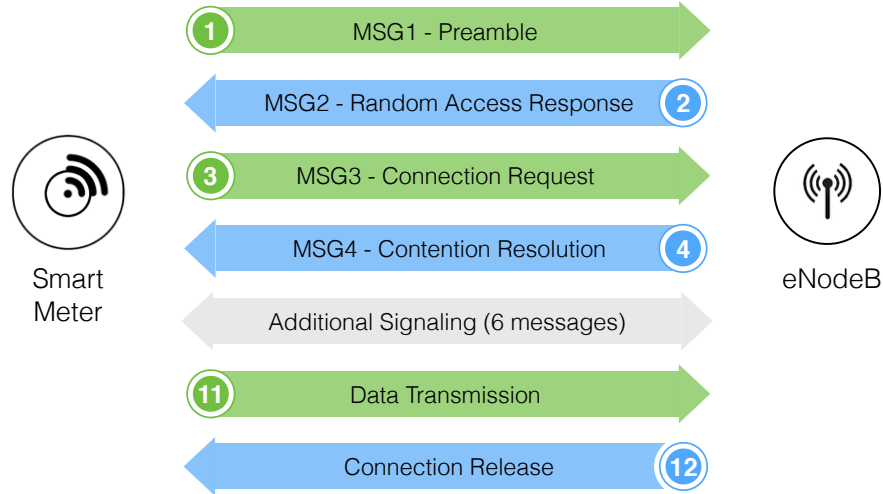 1 MSG1 - Preamble
MSG2 - Random Access Response 2
3 MSG3 - Connection Request
MSG4 - Contention Resolution 4
Smart
Meter
eNodeB
Additional Signaling (6 messages)
11 Data Transmission
Connection Release 12